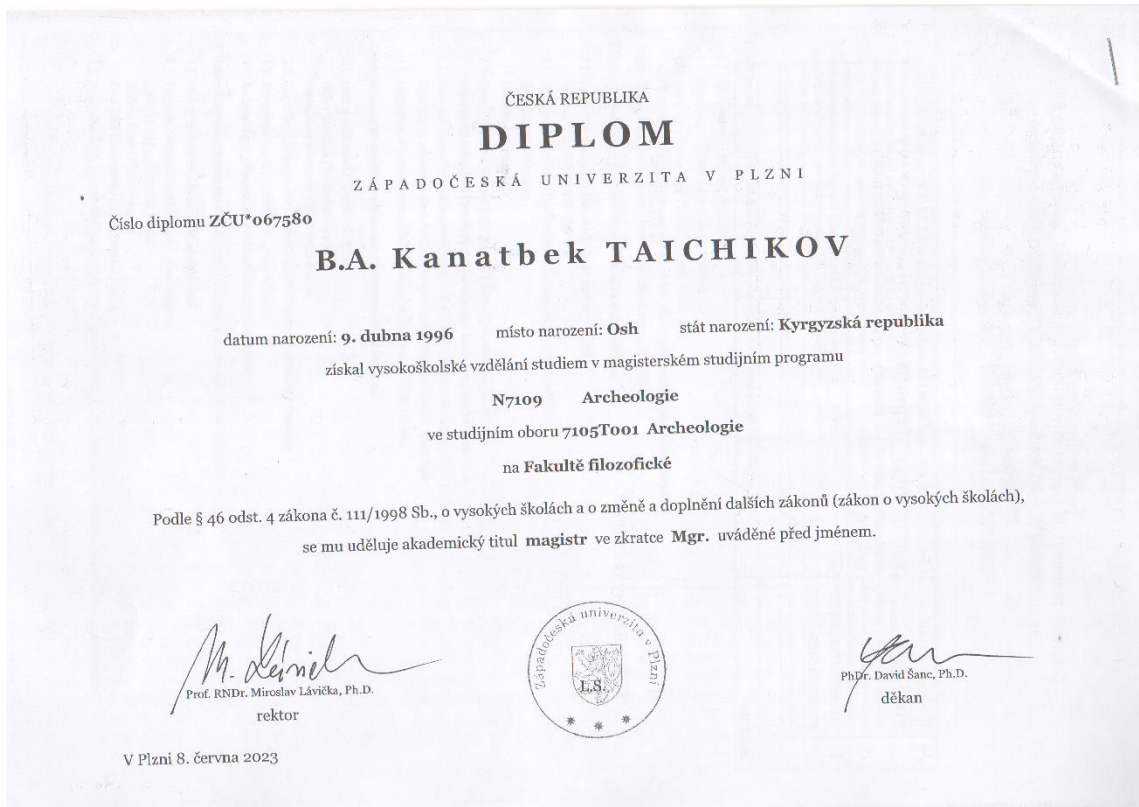 ČESKÁ REPUBLIKA
DIPLOM
ZÁPADOČESKÁ UNIVERZITA V PLZNI
Číslo diplomu ZČU*067580
B.A. Kanatbek TAICHIKOV
datum narození: 9. dubna 1996 místo narození: Osh stát narození: Kyrgyzská republika
získal vysokoškolské vzdělání studiem v magisterském studijním programu
N7109 Archeologie
ve studijním oboru 7105T001 Archeologie
na Fakultě filozofické
Podle § 46 odst. 4 zákona č. 111/1998 Sb., o vysokých školách a o změně a doplnění dalších zákonů (zákon o vysokých školách),
se mu uděluje akademický titul magistr ve zkratce Mgr. uváděné před jménem.
Západočeská univerzita v Plzni
L.S.
Prof. RNDr. Miroslav Lávička, Ph.D.
rektor
PhDr. David Šanc, Ph.D.
děkan
V Plzni 8. června 2023